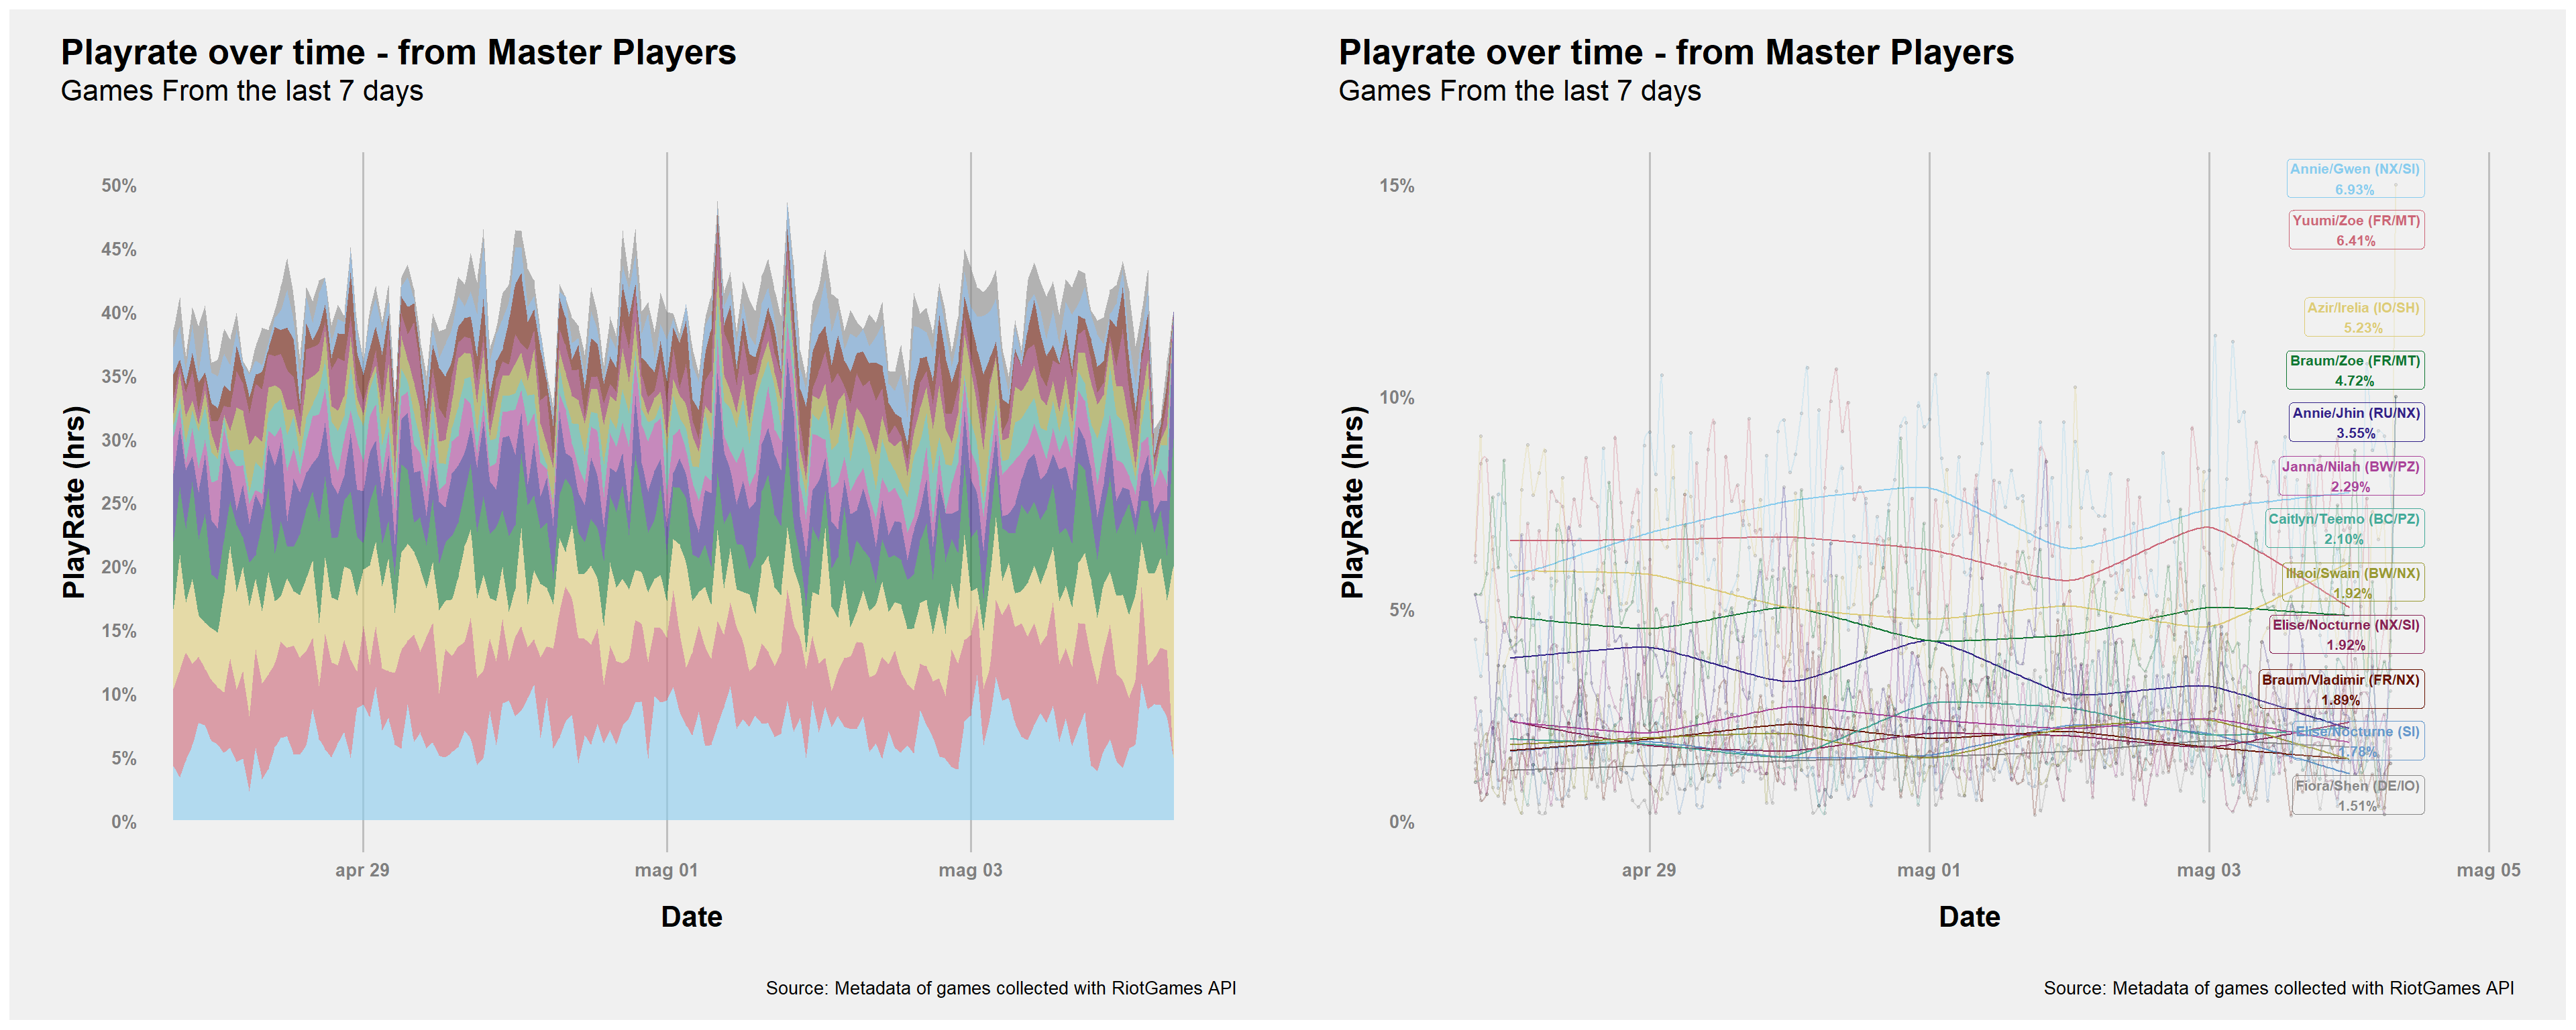 Playrate over time - from Master Players
Games From the last 7 days
50%
45%
40%
35%
30%
25%
20%
15%
10%
5%
0%
PlayRate (hrs)
apr 29
mag 01
mag 03
Date
Source: Metadata of games collected with RiotGames API
Playrate over time - from Master Players
Games From the last 7 days
15%
10%
5%
0%
PlayRate (hrs)
Annie/Gwen (NX/SI)
6.93%
Yuumi/Zoe (FR/MT)
6.41%
Azir/Irelia (IO/SH)
5.23%
Braum/Zoe (FR/MT)
4.72%
Annie/Jhin (RU/NX)
3.55%
Janna/Nilah (BW/PZ)
2.29%
Caitlyn/Teemo (BC/PZ)
2.10%
Illaoi/Swain (BW/NX)
1.92%
Elise/Nocturne (NX/SI)
1.92%
Braum/Vladimir (FR/NX)
1.89%
Elise/Nocturne (SI)
1.78%
Fiora/Shen (DE/IO)
1.51%
apr 29
mag 01
mag 03
mag 05
Date
Source: Metadata of games collected with RiotGames API